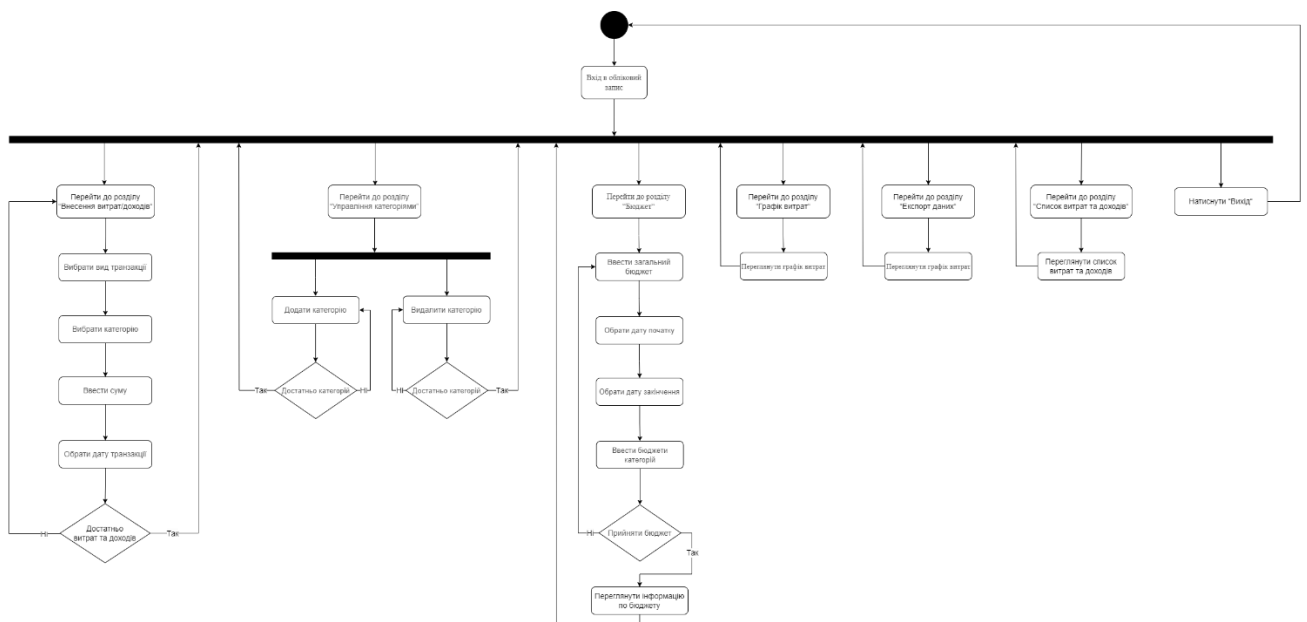 Вхід в обліковий
запис
Перейти до розділу
"Внесення витрат/доходів"
Перейти до розділу
"Управління категоріями"
Перейти до розділу
"Бюджет"
Перейти до розділу
"Графік витрат"
Перейти до розділу
"Експорт даних"
Перейти до розділу
"Список витрат та доходів"
Натиснути "Вихід"
Вибрати вид транзакції
Ввести загальний
бюджет
Переглянути графік витрат
Переглянути графік витрат
Переглянути список
витрат та доходів
Вибрати категорію
Додати категорію
Видалити категорію
Обрати дату початку
Ввести суму
Так
Достатньо категорій
Ні
Ні
Достатньо категорій
Так
Обрати дату закінчення
Обрати дату транзакції
Ввести бюджети
категорій
Ні
Достатньо
витрат та доходів
Так
Ні
Прийняти бюджет
Так
Переглянути інформацію
по бюджету